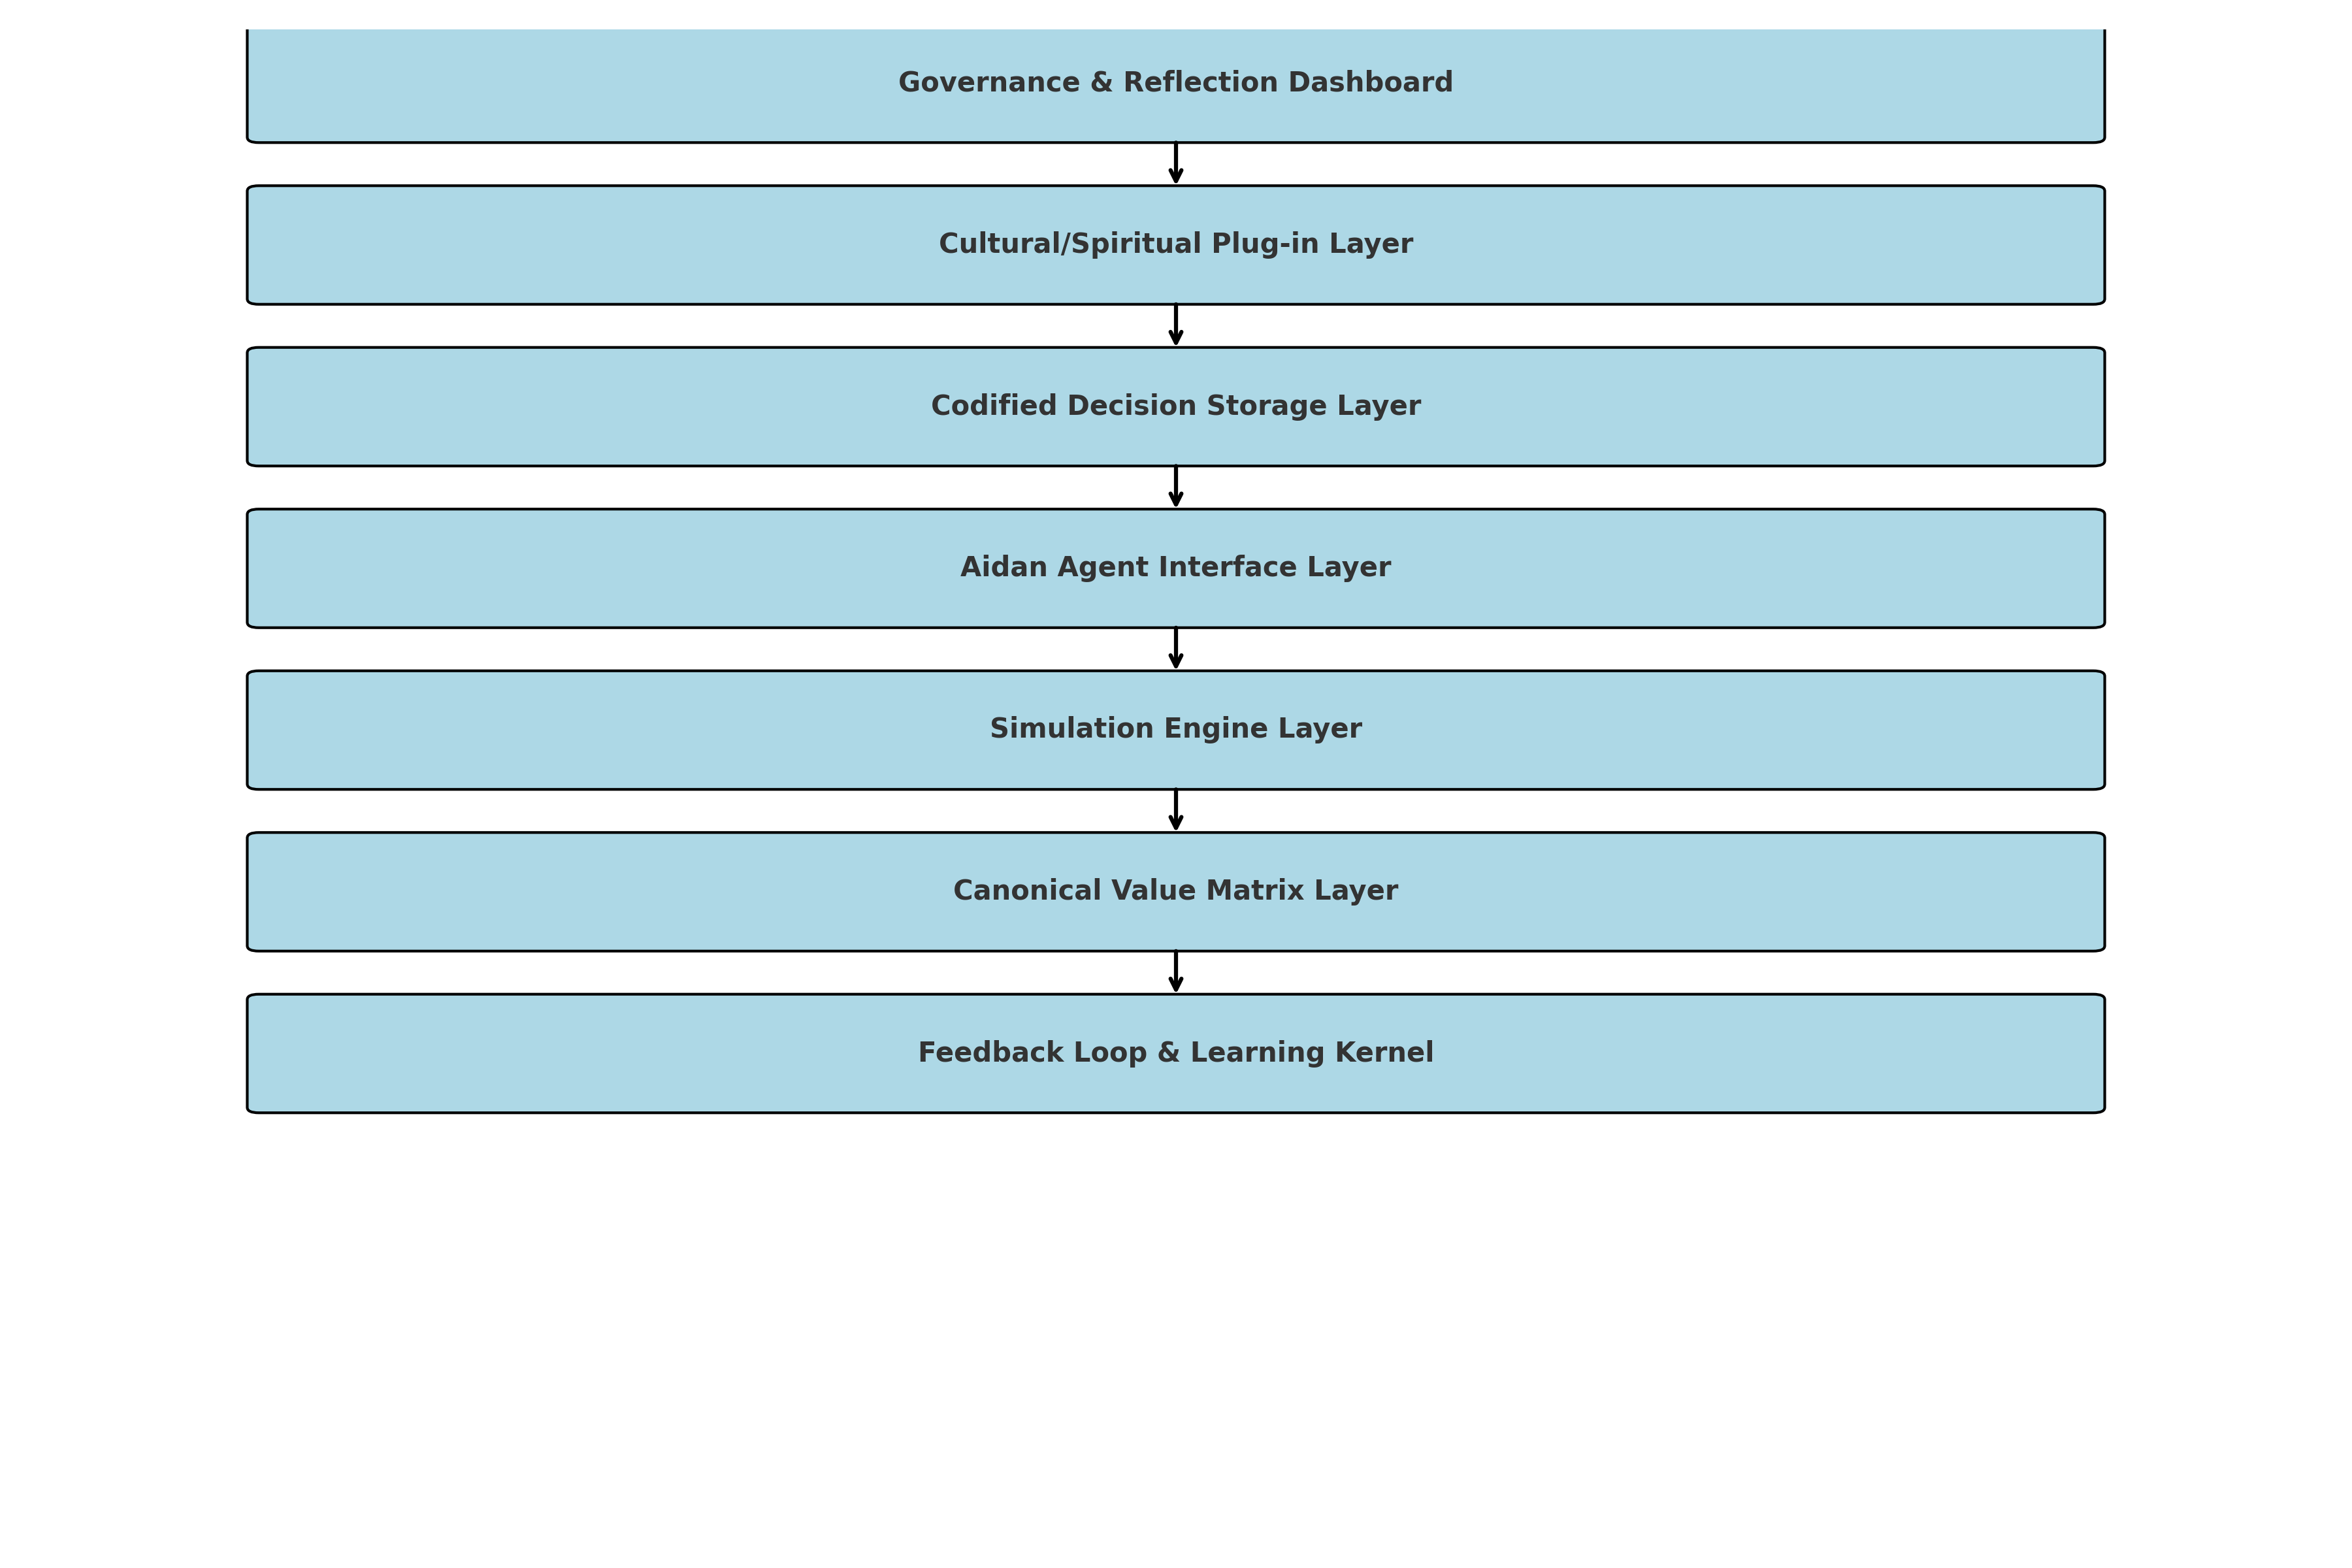 Governance & Reflection Dashboard
Cultural/Spiritual Plug-in Layer
Codified Decision Storage Layer
Aidan Agent Interface Layer
Simulation Engine Layer
Canonical Value Matrix Layer
Feedback Loop & Learning Kernel